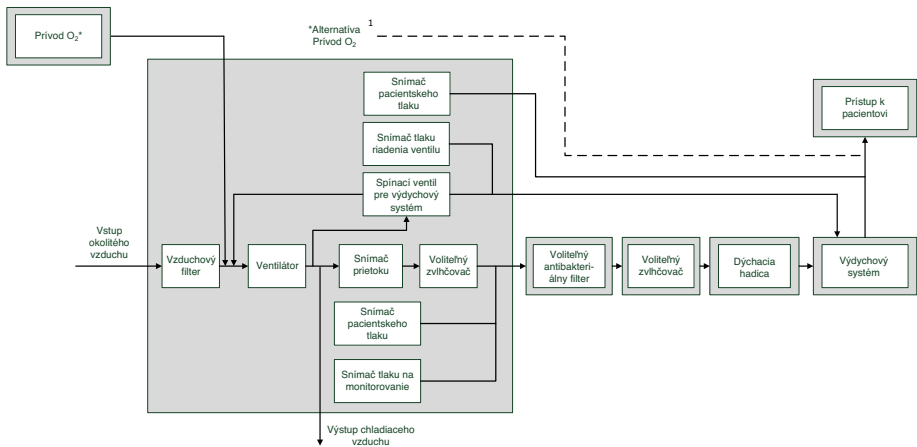 Prívod O₂*
*Alternatíva 1
Prívod O₂
Snímač
pacientskeho
tlaku
Prístup k
pacientovi
Snímač tlaku
riadenia ventilu
Spínací ventil
pre výdychový
systém
Vstup
okolitého
vzduchu
Vzduchový
filter
Ventilátor
Snímač
prietoku
Voliteľný
zvlhčovač
Voliteľný
antibakteri-
álny filter
Voliteľný
zvlhčovač
Dýchacia
hadica
Výdychový
systém
Snímač
pacientskeho
tlaku
Snímač tlaku na
monitorovanie
Výstup chladiaceho
vzduchu